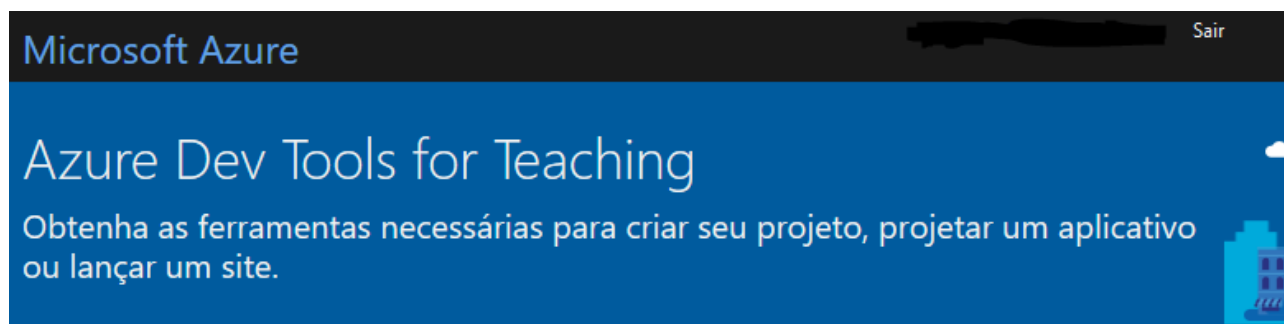 Microsoft Azure
Sair
Azure Dev Tools for Teaching
Obtenha as ferramentas necessárias para criar seu projeto, projetar um aplicativo
ou lançar um site.